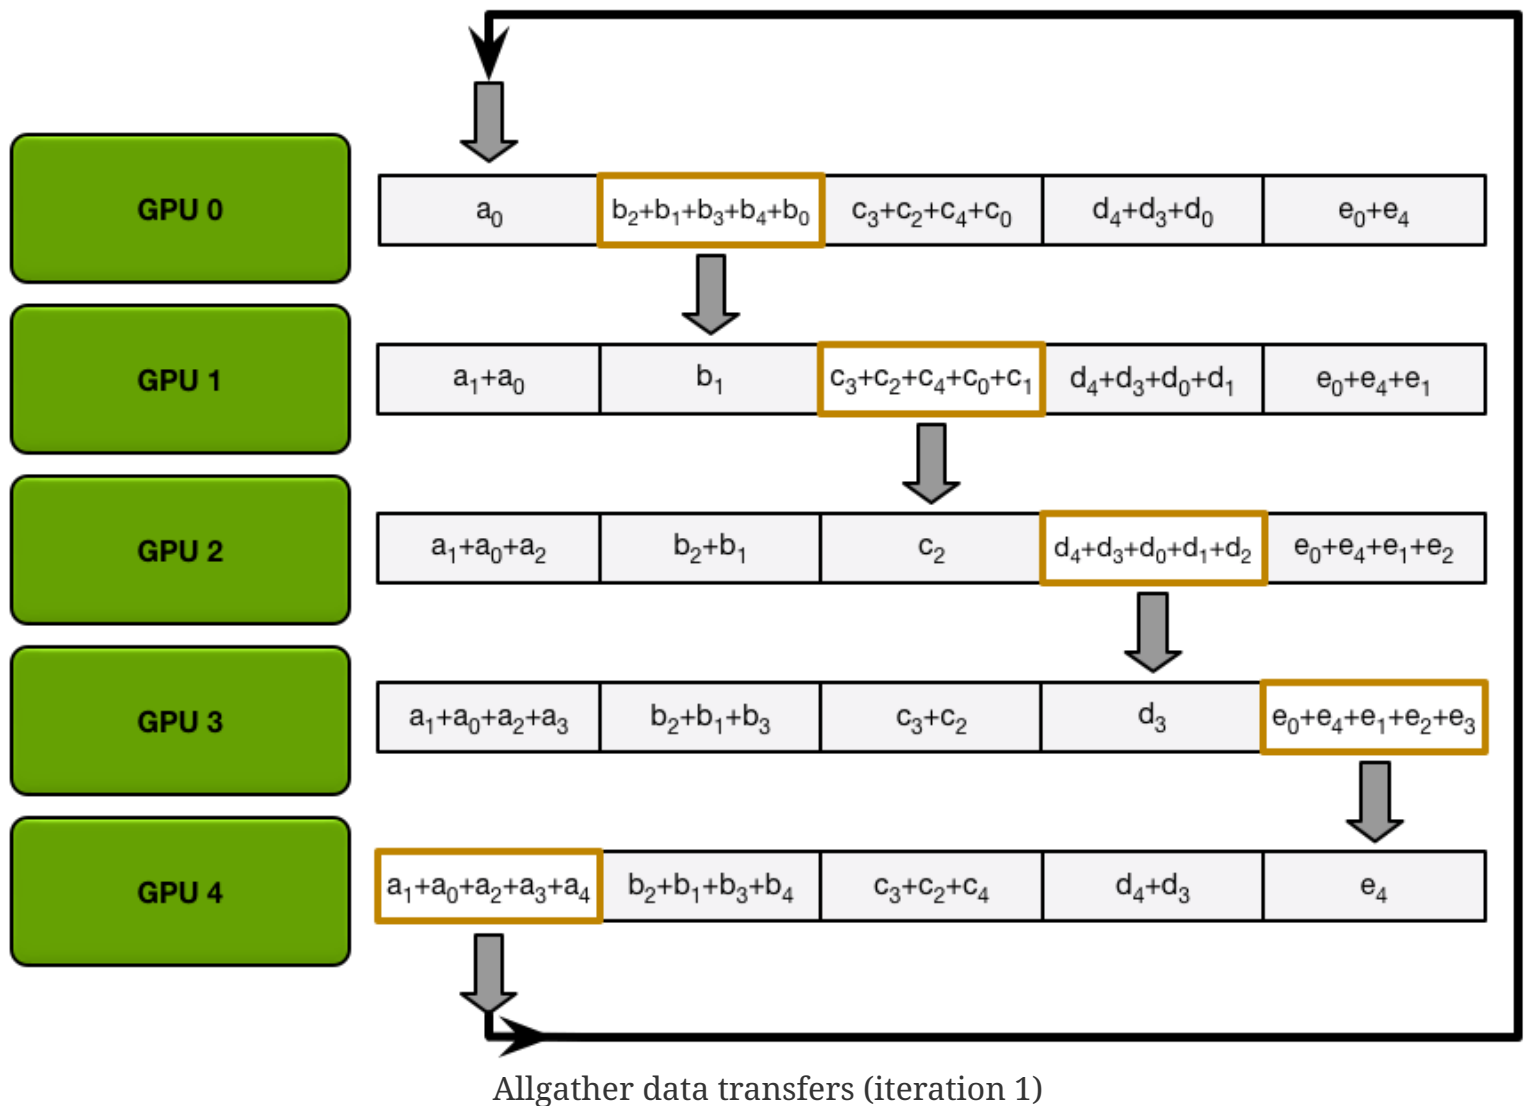 GPU 0 a₀ b₂+b₁+b₃+b₄+b₀ c₃+c₂+c₄+c₀ d₄+d₃+d₀ e₀+e₄
GPU 1 a₁+a₀ b₁ c₃+c₂+c₄+c₀+c₁ d₄+d₃+d₀+d₁ e₀+e₄+e₁
GPU 2 a₁+a₀+a₂ b₂+b₁ c₂ d₄+d₃+d₀+d₁+d₂ e₀+e₄+e₁+e₂
GPU 3 a₁+a₀+a₂+a₃ b₂+b₁+b₃ c₃+c₂ d₃ e₀+e₄+e₁+e₂+e₃
GPU 4 a₁+a₀+a₂+a₃+a₄ b₂+b₁+b₃+b₄ c₃+c₂+c₄ d₄+d₃ e₄
Allgather data transfers (iteration 1)